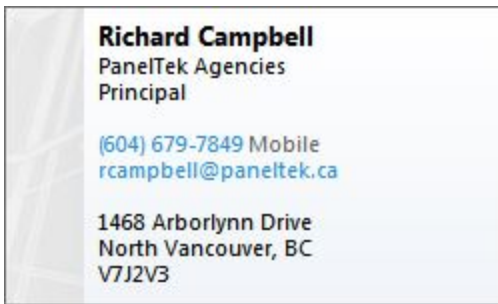 Richard Campbell
PanelTek Agencies
Principal
(604) 679-7849 Mobile
rcampbell@paneltek.ca
1468 Arborlynn Drive
North Vancouver, BC
V7J2V3